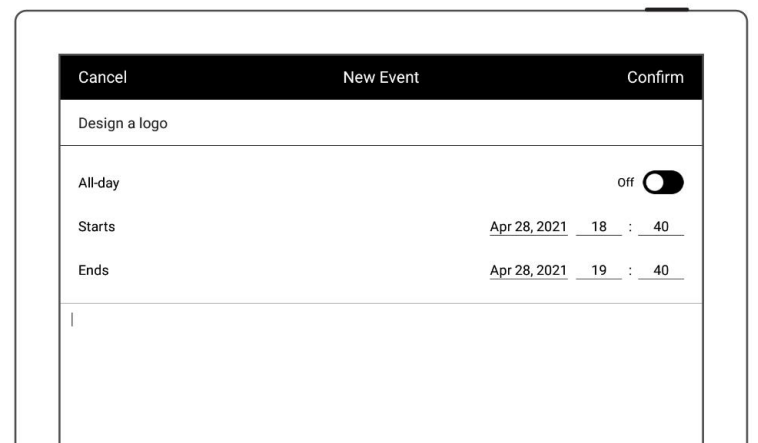 Cancel New Event Confirm
Design a logo
All-day Off
Starts Apr 28, 2021 18 : 40
Ends Apr 28, 2021 19 : 40